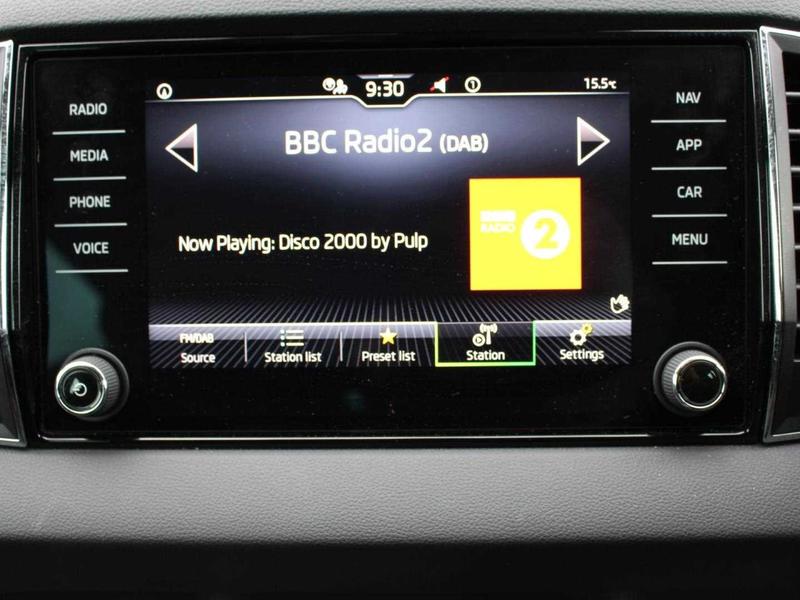 RADIO
MEDIA
PHONE
VOICE
9:30
1
15.5°C
BBC Radio2 (DAB)
Now Playing: Disco 2000 by Pulp
RADIO
2
FM/DAB
Source
Station list
Preset list
Station
Settings
NAV
APP
CAR
MENU